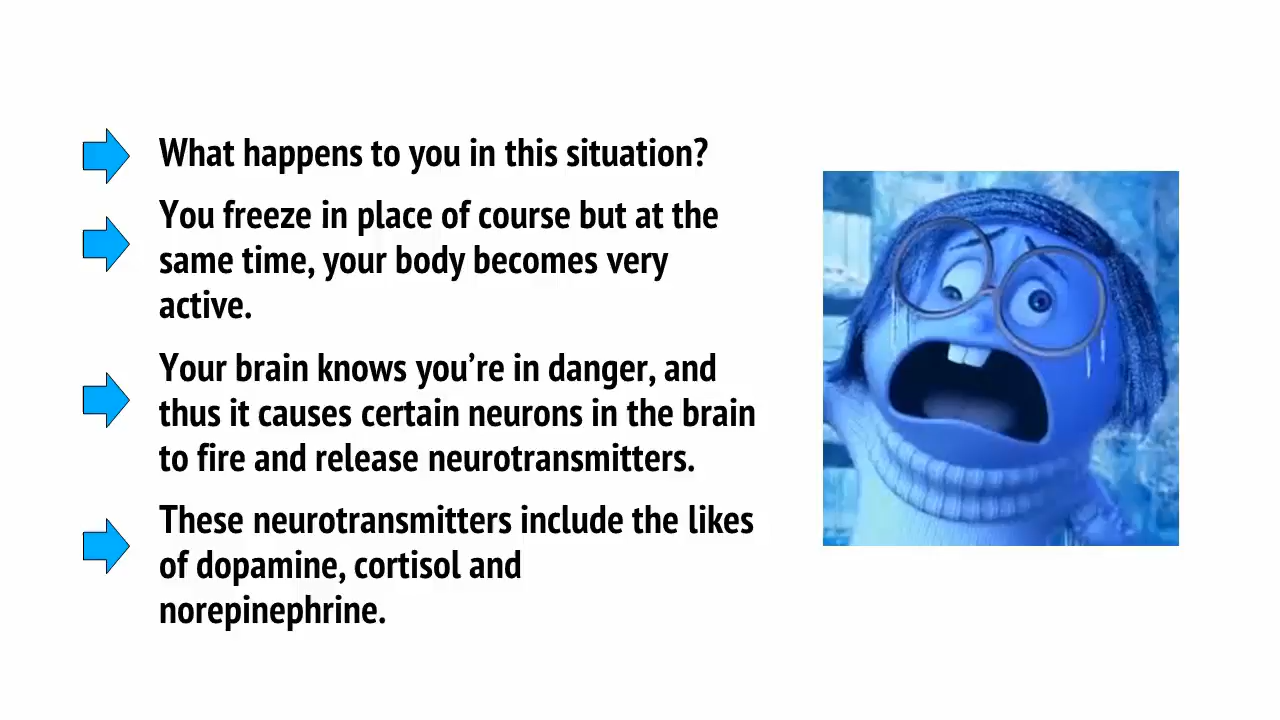 What happens to you in this situation?
You freeze in place of course but at the
same time, your body becomes very
active.
Your brain knows you’re in danger, and
thus it causes certain neurons in the brain
to fire and release neurotransmitters.
These neurotransmitters include the likes
of dopamine, cortisol and
norepinephrine.